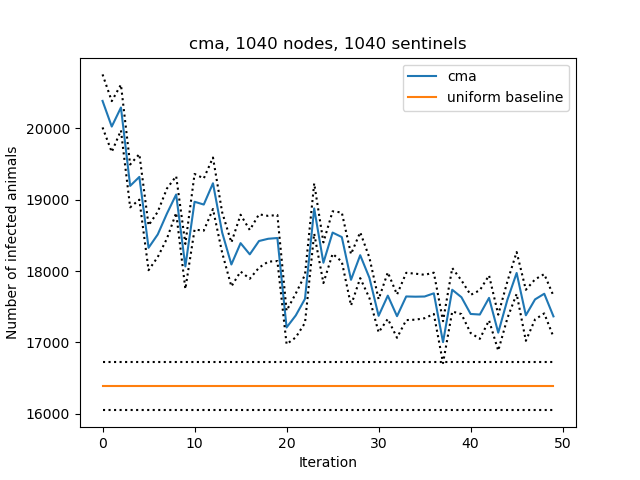 cma, 1040 nodes, 1040 sentinels
cma
uniform baseline
Number of infected animals
20000
19000
18000
17000
16000
0 10 20 30 40 50
Iteration